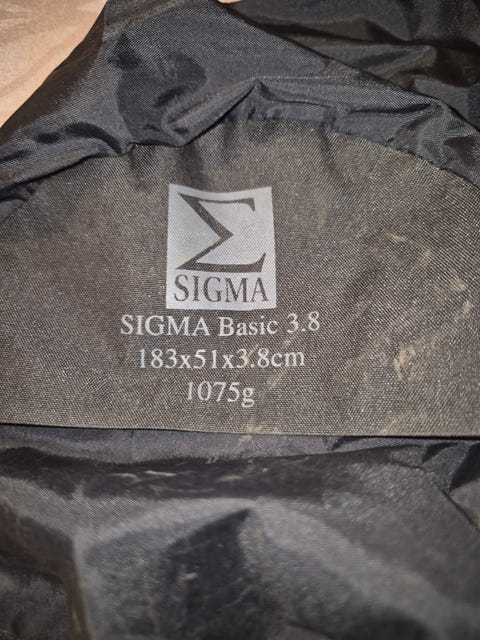 Σ
SIGMA
SIGMA Basic 3.8
183x51x3.8cm
1075g